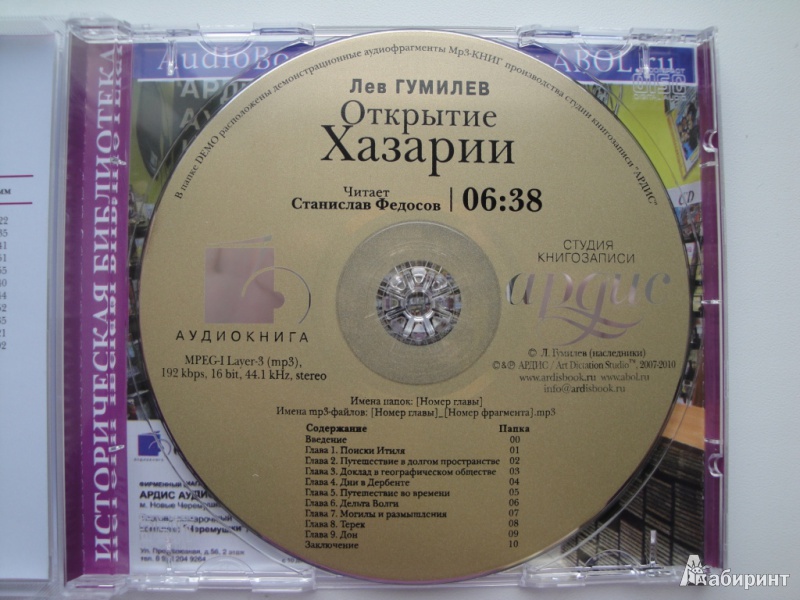 AudioBo
ABOL.ru
ИСТОРИЧЕСКАЯ БИБЛИОТЕКА
В папке DEMO расположены демонстрационные аудиофрагменты Mp3-КНИГ производства студии книгозаписи "АРДИС"
Лев ГУМИЛЕВ
Открытие
Хазарии
Читает
Станислав Федосов | 06:38
АУДИОКНИГА
MPEG-I Layer-3 (mp3),
192 kbps, 16 bit, 44.1 kHz, stereo
СТУДИЯ
КНИГОЗАПИСИ
ардис
© Л. Гумилев (наследники)
©&℗ АРДИС / Art Dictation Studio™, 2007-2010
www.ardisbook.ru www.abol.ru
info@ardisbook.ru
Имена папок: [Номер главы]
Имена mp3-файлов: [Номер главы]_[Номер фрагмента].mp3
Содержание Папка
Введение 00
Глава 1. Поиски Итиля 01
Глава 2. Путешествие в долгом пространстве 02
Глава 3. Доклад в географическом обществе 03
Глава 4. Дни в Дербенте 04
Глава 5. Путешествие во времени 05
Глава 6. Дельта Волги 06
Глава 7. Могилы и размышления 07
Глава 8. Терек 08
Глава 9. Дон 09
Заключение 10
АРДИС АУДИ
м. Новые Черемуш
"Черемушки"
Лабиринт